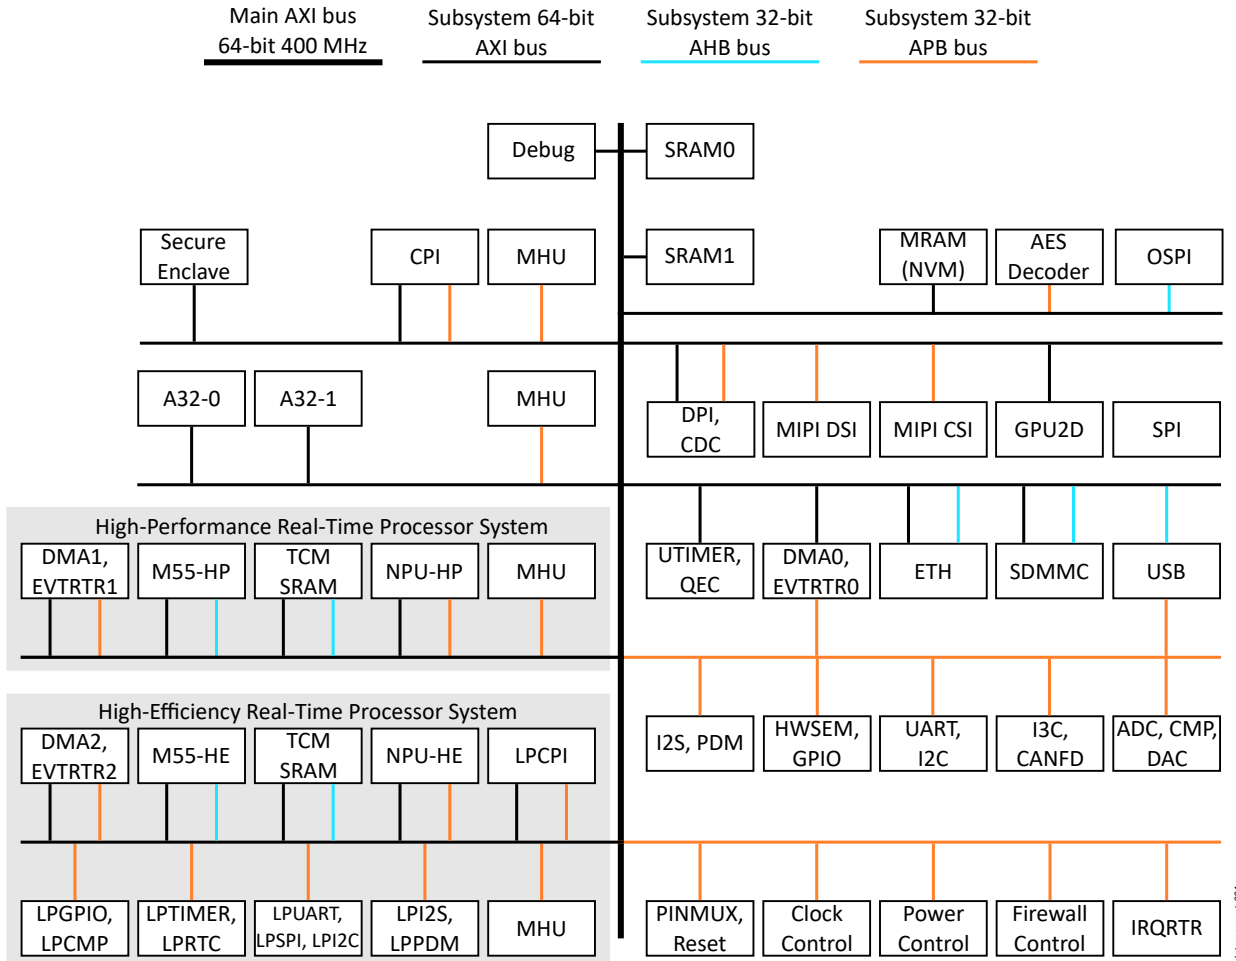 Main AXI bus
64-bit 400 MHz
Subsystem 64-bit
AXI bus
Subsystem 32-bit
AHB bus
Subsystem 32-bit
APB bus
Debug
SRAM0
Secure
Enclave
CPI
MHU
SRAM1
MRAM
(NVM)
AES
Decoder
OSPI
A32-0
A32-1
MHU
DPI,
CDC
MIPI DSI
MIPI CSI
GPU2D
SPI
High-Performance Real-Time Processor System
DMA1,
EVTRTR1
M55-HP
TCM
SRAM
NPU-HP
MHU
UTIMER,
QEC
DMA0,
EVTRTR0
ETH
SDMMC
USB
High-Efficiency Real-Time Processor System
DMA2,
EVTRTR2
M55-HE
TCM
SRAM
NPU-HE
LPCPI
I2S, PDM
HWSEM,
GPIO
UART,
I2C
I3C,
CANFD
ADC, CMP,
DAC
LPGPIO,
LPCMP
LPTIMER,
LPRTC
LPUART,
LPSPI, LPI2C
LPI2S,
LPPDM
MHU
PINMUX,
Reset
Clock
Control
Power
Control
Firewall
Control
IRQRTR